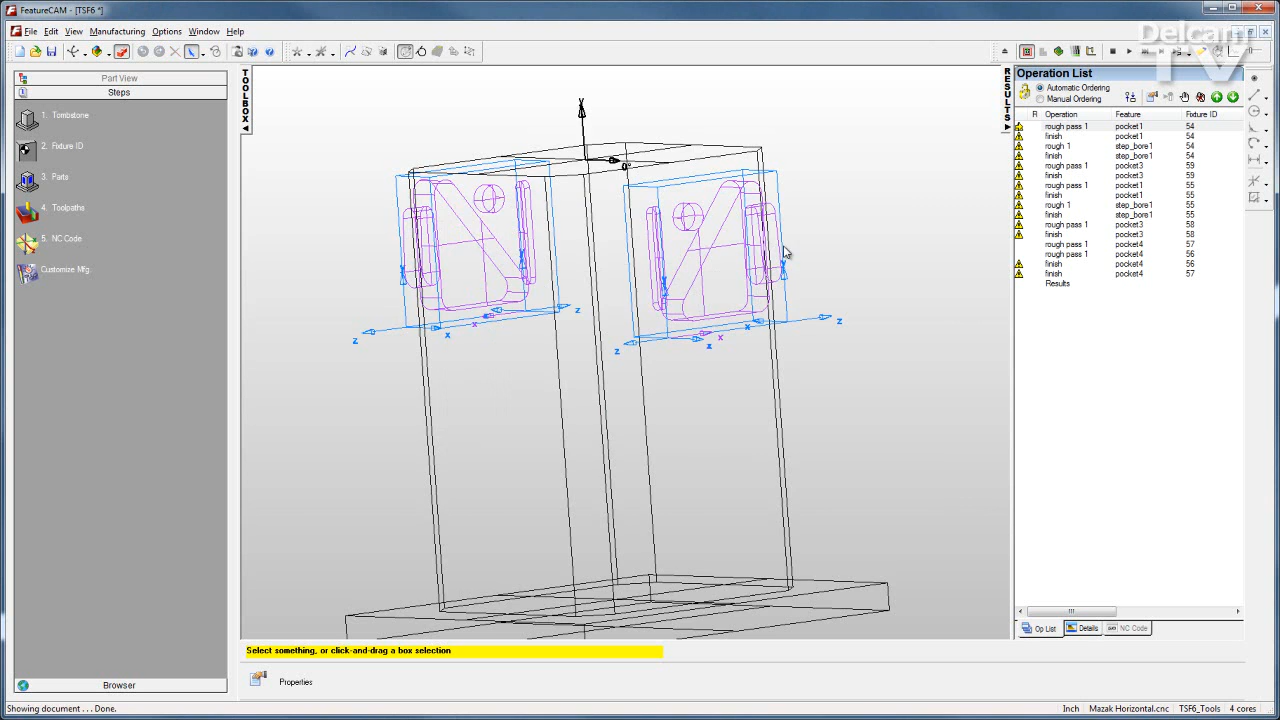 FeatureCAM - [TSF6 *]
Delcam
TV
File Edit View Manufacturing Options Window Help
Part View
Steps
1. Tombstone
2. Fixture ID
3. Parts
4. Toolpaths
5. NC Code
Customize Mfg.
Browser
TOOLBOX
RESULTS
y
0°
y y y y
z x x z
z x x x z
Operation List
Automatic Ordering
Manual Ordering
R Operation Feature Fixture ID
rough pass 1 pocket1 54
finish pocket1 54
rough 1 step_bore1 54
finish step_bore1 54
rough pass 1 pocket3 59
finish pocket3 59
rough pass 1 pocket1 55
finish pocket1 55
rough 1 step_bore1 55
finish step_bore1 55
rough pass 1 pocket3 58
finish pocket3 58
rough pass 1 pocket4 57
rough pass 1 pocket4 56
finish pocket4 56
finish pocket4 57
Results
Op List Details NC Code
Select something, or click-and-drag a box selection
Properties
Showing document . . . Done.
Inch Mazak Horizontal.cnc TSF6_Tools 4 cores